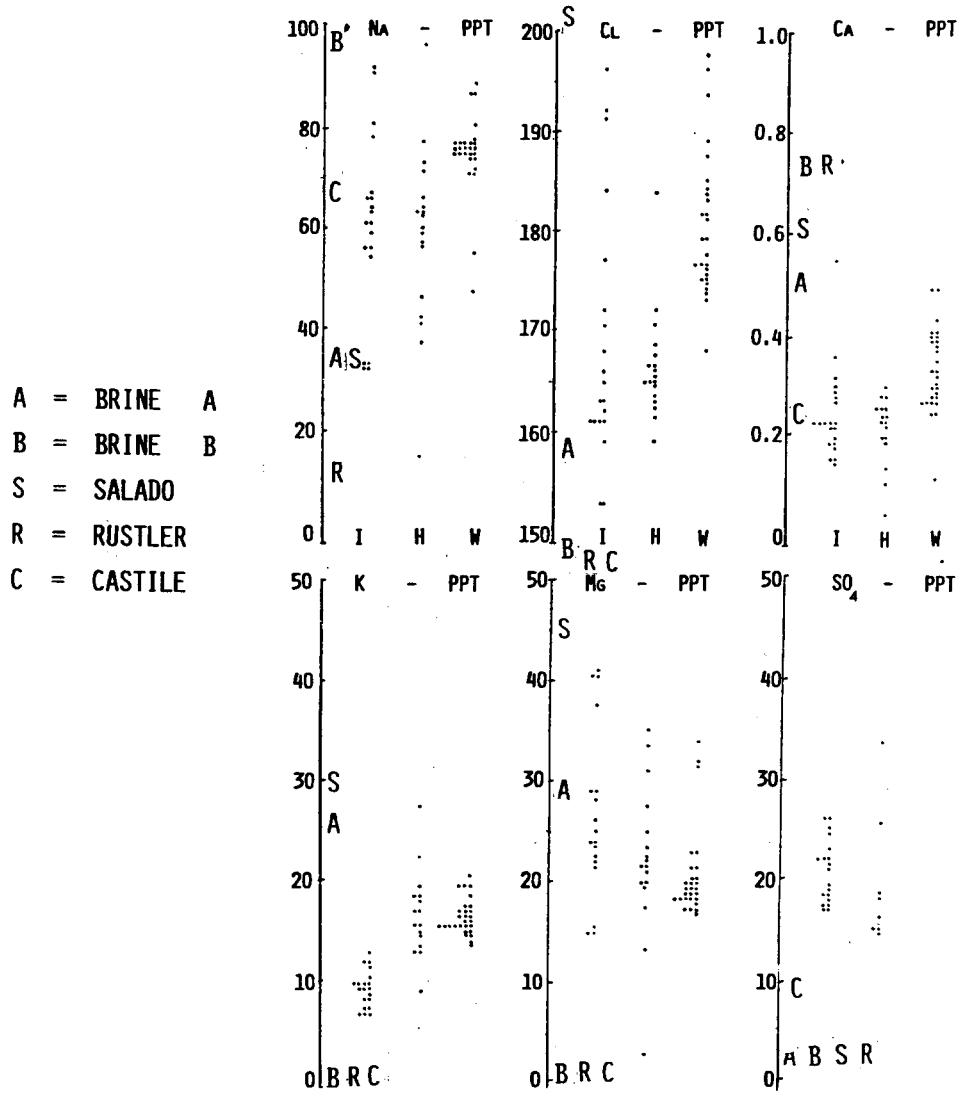 100 B' NA - PPT
80
C
60
40
A S
20
R
0 I H W
S
200 CL - PPT
190
180
170
160
A
150 I H W
B R C
1.0 CA - PPT
0.8
B R
0.6 S
A
0.4
C
0.2
0 I H W
A = BRINE A
B = BRINE B
S = SALADO
R = RUSTLER
C = CASTILE
50 K - PPT
40
30 S
A
20
10
0 B R C
50 MG - PPT
S
40
30 A
20
10
0 B R C
50 SO4 - PPT
40
30
20
10 C
A B S R
0